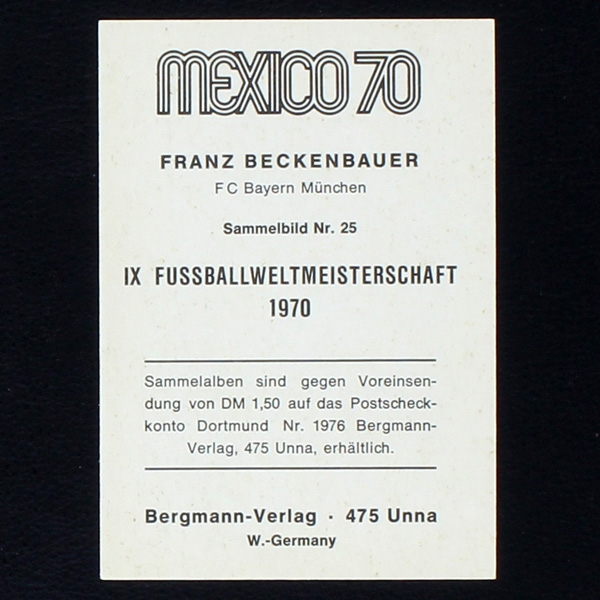 MEXICO 70
FRANZ BECKENBAUER
FC Bayern München
Sammelbild Nr. 25
IX FUSSBALLWELTMEISTERSCHAFT
1970
Sammelalben sind gegen Voreinsen-
dung von DM 1,50 auf das Postscheck-
konto Dortmund Nr. 1976 Bergmann-
Verlag, 475 Unna, erhältlich.
Bergmann-Verlag · 475 Unna
W.-Germany